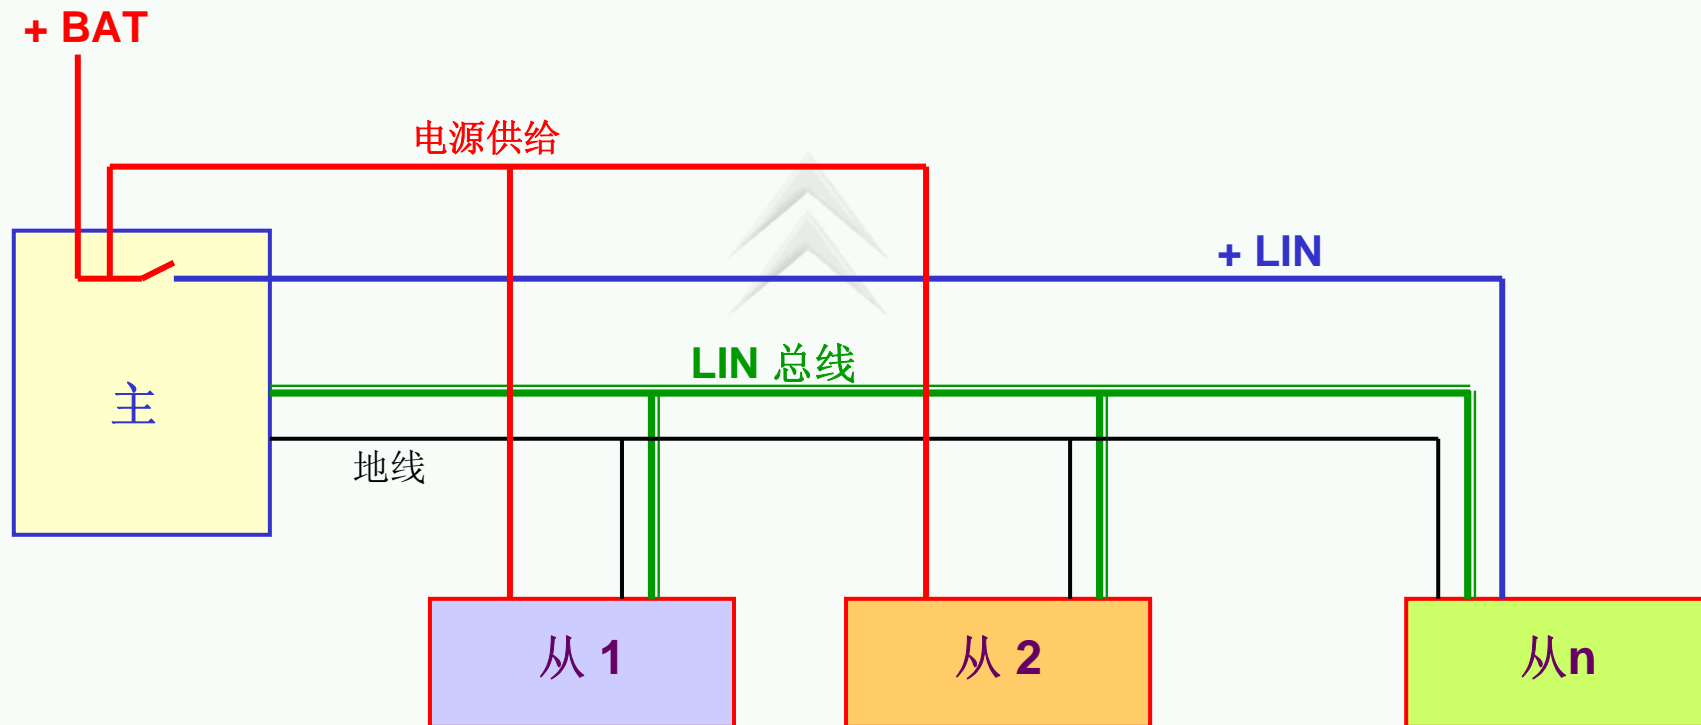 + BAT
电源供给
+ LIN
LIN 总线
主
地线
从 1
从 2
从n